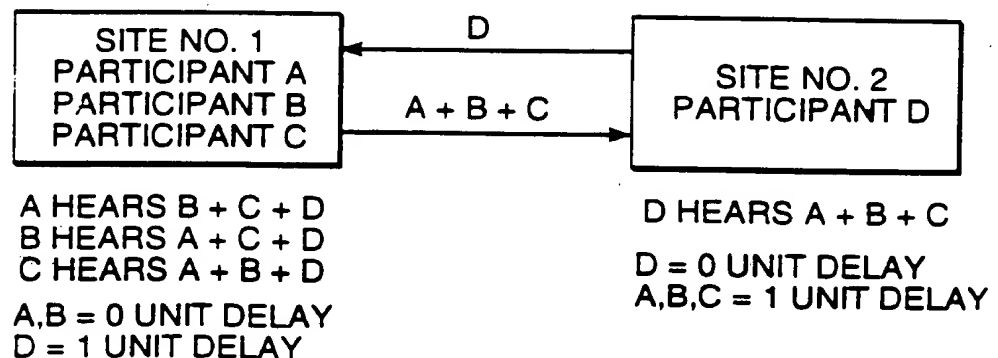 SITE NO. 1
PARTICIPANT A
PARTICIPANT B
PARTICIPANT C
D
A + B + C
SITE NO. 2
PARTICIPANT D
A HEARS B + C + D
B HEARS A + C + D
C HEARS A + B + D
A,B = 0 UNIT DELAY
D = 1 UNIT DELAY
D HEARS A + B + C
D = 0 UNIT DELAY
A,B,C = 1 UNIT DELAY